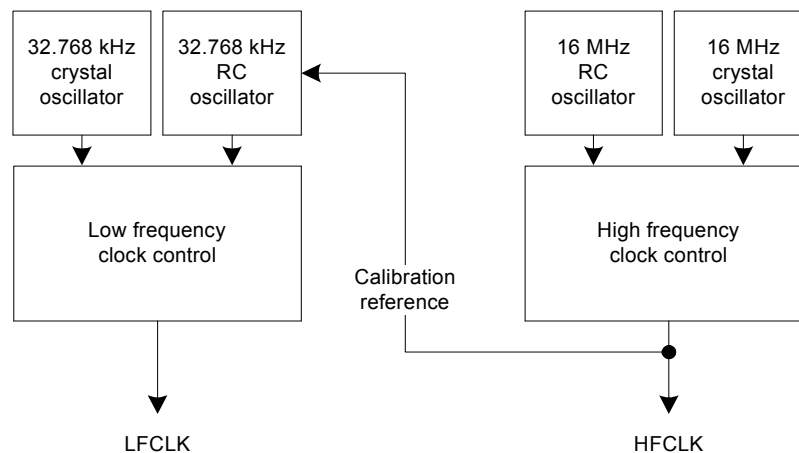 32.768 kHz
crystal
oscillator
32.768 kHz
RC
oscillator
16 MHz
RC
oscillator
16 MHz
crystal
oscillator
Low frequency
clock control
High frequency
clock control
Calibration
reference
LFCLK
HFCLK